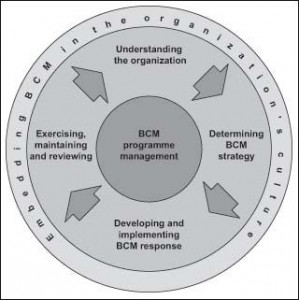 Embedding BCM in the organization's culture
Understanding
the organization
Exercising,
maintaining
and reviewing
BCM
programme
management
Determining
BCM
strategy
Developing and
implementing
BCM response